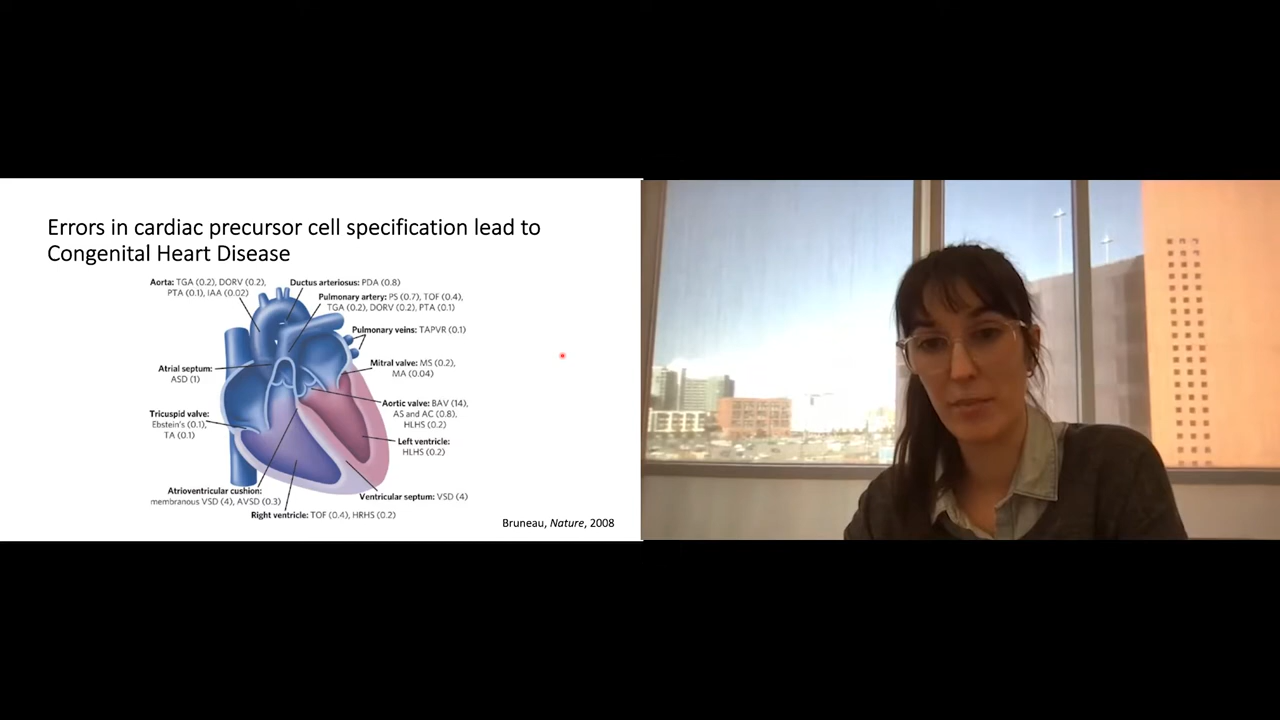 Errors in cardiac precursor cell specification lead to
Congenital Heart Disease
Aorta: TGA (0.2), DORV (0.2),
PTA (0.1), IAA (0.02)
Ductus arteriosus: PDA (0.8)
Pulmonary artery: PS (0.7), TOF (0.4),
TGA (0.2), DORV (0.2), PTA (0.1)
Pulmonary veins: TAPVR (0.1)
Atrial septum:
ASD (1)
Mitral valve: MS (0.2),
MA (0.04)
Aortic valve: BAV (14),
AS and AC (0.8),
HLHS (0.2)
Tricuspid valve:
Ebstein's (0.1),
TA (0.1)
Left ventricle:
HLHS (0.2)
Atrioventricular cushion:
membranous VSD (4), AVSD (0.3)
Ventricular septum: VSD (4)
Right ventricle: TOF (0.4), HRHS (0.2)
Bruneau, Nature, 2008